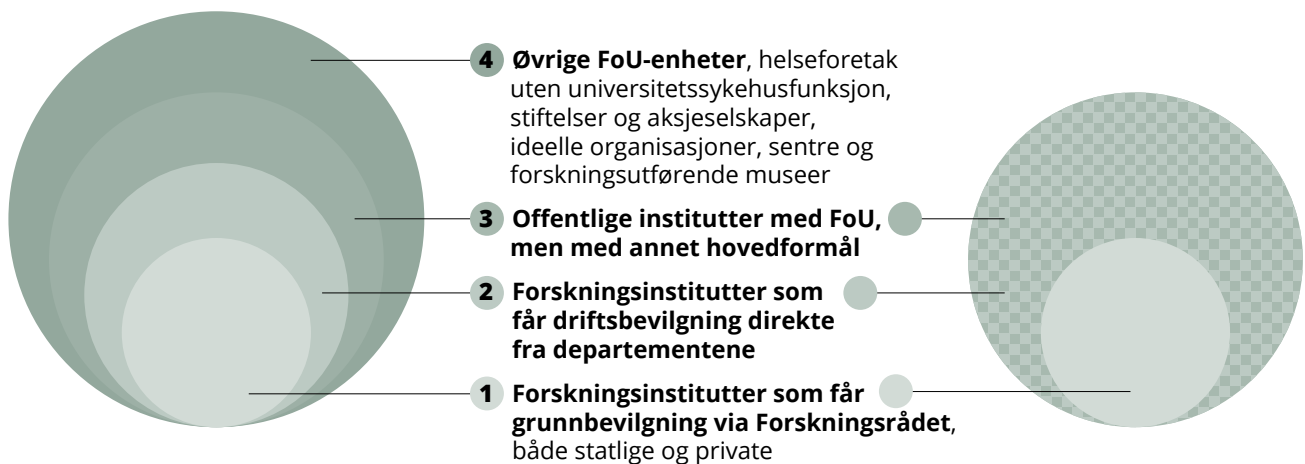 4 Øvrige FoU-enheter, helseforetak
uten universitetssykehusfunksjon,
stiftelser og aksjeselskaper,
ideelle organisasjoner, sentre og
forskningsutførende museer
3 Offentlige institutter med FoU,
men med annet hovedformål
2 Forskningsinstitutter som
får driftsbevilgning direkte
fra departementene
1 Forskningsinstitutter som får
grunnbevilgning via Forskningsrådet,
både statlige og private